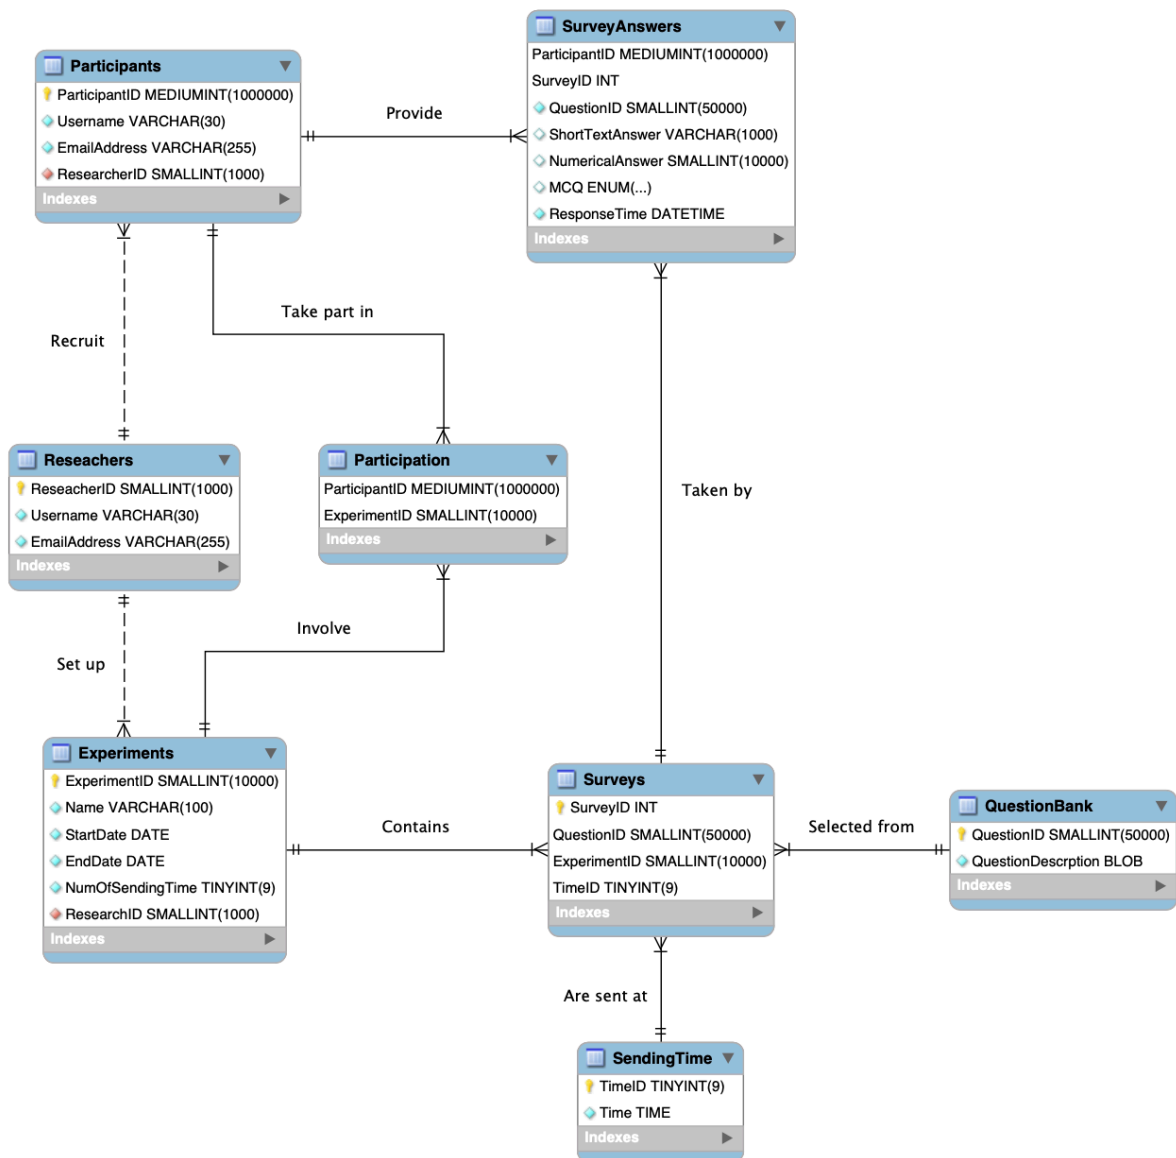 SurveyAnswers
ParticipantID MEDIUMINT(1000000)
SurveyID INT
QuestionID SMALLINT(50000)
ShortTextAnswer VARCHAR(1000)
NumericalAnswer SMALLINT(10000)
MCQ ENUM(...)
ResponseTime DATETIME
Indexes
Participants
ParticipantID MEDIUMINT(1000000)
Username VARCHAR(30)
EmailAddress VARCHAR(255)
ResearcherID SMALLINT(1000)
Indexes
Provide
Take part in
Recruit
Reseachers
ReseacherID SMALLINT(1000)
Username VARCHAR(30)
EmailAddress VARCHAR(255)
Indexes
Participation
ParticipantID MEDIUMINT(1000000)
ExperimentID SMALLINT(10000)
Indexes
Taken by
Involve
Set up
Experiments
ExperimentID SMALLINT(10000)
Name VARCHAR(100)
StartDate DATE
EndDate DATE
NumOfSendingTime TINYINT(9)
ResearchID SMALLINT(1000)
Indexes
Contains
Surveys
SurveyID INT
QuestionID SMALLINT(50000)
ExperimentID SMALLINT(10000)
TimeID TINYINT(9)
Indexes
Selected from
QuestionBank
QuestionID SMALLINT(50000)
QuestionDescrption BLOB
Indexes
Are sent at
SendingTime
TimeID TINYINT(9)
Time TIME
Indexes